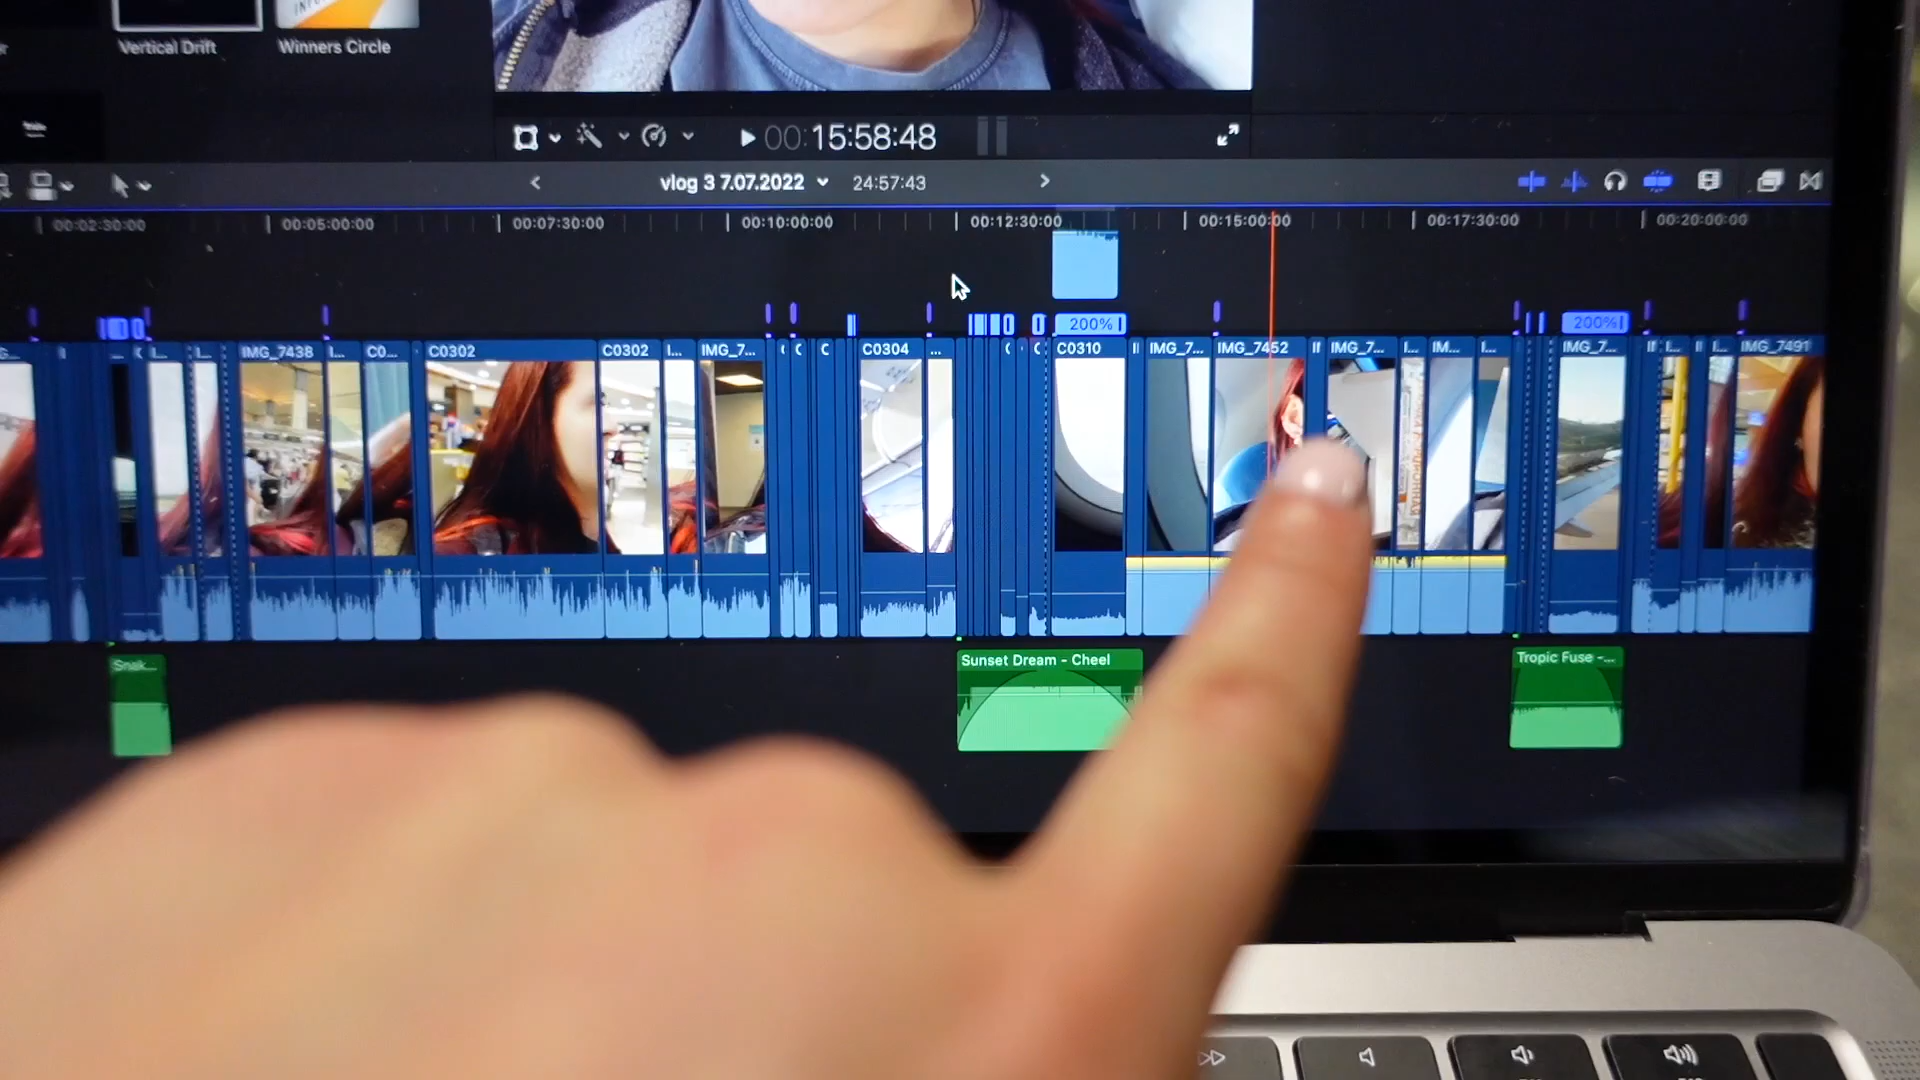 Vertical Drift
Winners Circle
00:15:58:48
vlog 3 7.07.2022
24:57:43
00:02:30:00
00:05:00:00
00:07:30:00
00:10:00:00
00:12:30:00
00:15:00:00
00:17:30:00
00:20:00:00
200%
200%
IMG_7438
I...
C0...
C0302
C0302
I...
IMG_7...
C
C
C0304
...
C0310
IMG_7...
IMG_7452
IMG_7...
I...
IM...
I...
IMG_7...
I...
I...
IMG_7491
Snak...
Sunset Dream - Cheel
Tropic Fuse -...